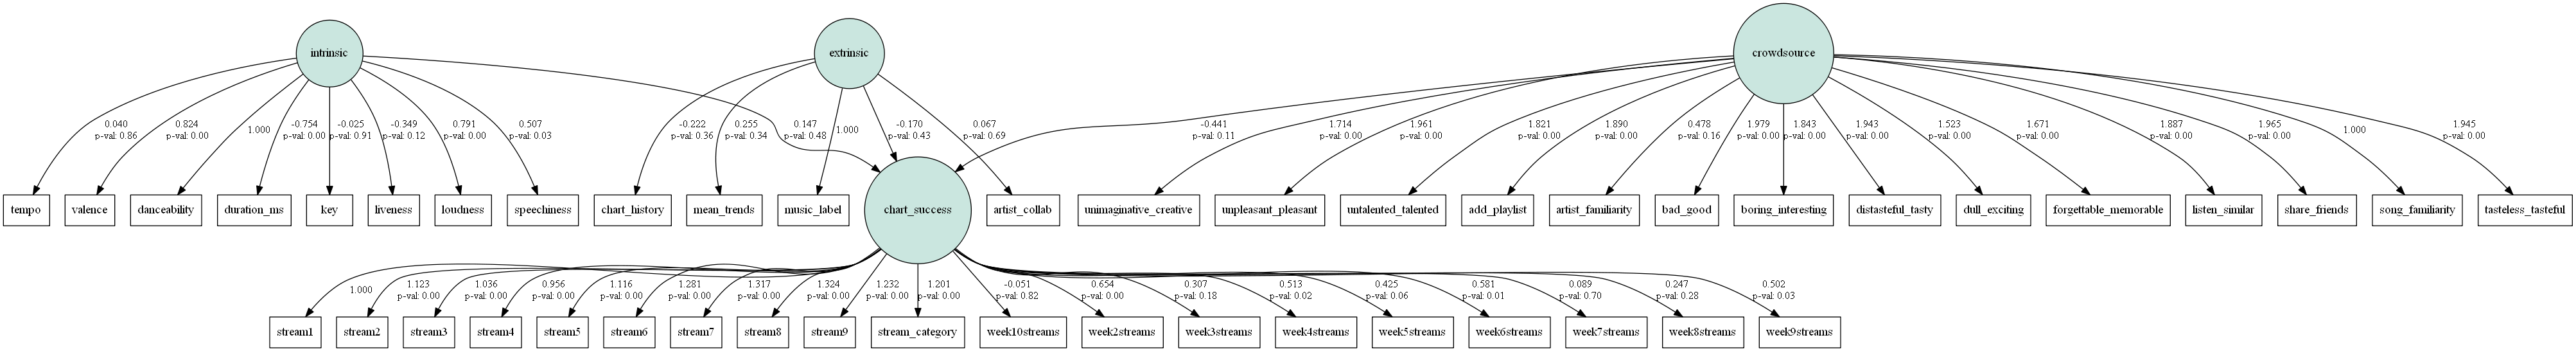 intrinsic
extrinsic
crowdsource
0.040
p-val: 0.86
0.824
p-val: 0.00
1.000
-0.754
p-val: 0.00
-0.025
p-val: 0.91
-0.349
p-val: 0.12
0.791
p-val: 0.00
0.507
p-val: 0.03
-0.222
p-val: 0.36
0.255
p-val: 0.34
0.147
p-val: 0.48
1.000
-0.170
p-val: 0.43
0.067
p-val: 0.69
-0.441
p-val: 0.11
1.714
p-val: 0.00
1.961
p-val: 0.00
1.821
p-val: 0.00
1.890
p-val: 0.00
0.478
p-val: 0.16
1.979
p-val: 0.00
1.843
p-val: 0.00
1.943
p-val: 0.00
1.523
p-val: 0.00
1.671
p-val: 0.00
1.887
p-val: 0.00
1.965
p-val: 0.00
1.000
1.945
p-val: 0.00
tempo
valence
danceability
duration_ms
key
liveness
loudness
speechiness
chart_history
mean_trends
music_label
chart_success
artist_collab
unimaginative_creative
unpleasant_pleasant
untalented_talented
add_playlist
artist_familiarity
bad_good
boring_interesting
distasteful_tasty
dull_exciting
forgettable_memorable
listen_similar
share_friends
song_familiarity
tasteless_tasteful
1.000
1.123
p-val: 0.00
1.036
p-val: 0.00
0.956
p-val: 0.00
1.116
p-val: 0.00
1.281
p-val: 0.00
1.317
p-val: 0.00
1.324
p-val: 0.00
1.232
p-val: 0.00
1.201
p-val: 0.00
-0.051
p-val: 0.82
0.654
p-val: 0.00
0.307
p-val: 0.18
0.513
p-val: 0.02
0.425
p-val: 0.06
0.581
p-val: 0.01
0.089
p-val: 0.70
0.247
p-val: 0.28
0.502
p-val: 0.03
stream1
stream2
stream3
stream4
stream5
stream6
stream7
stream8
stream9
stream_category
week10streams
week2streams
week3streams
week4streams
week5streams
week6streams
week7streams
week8streams
week9streams